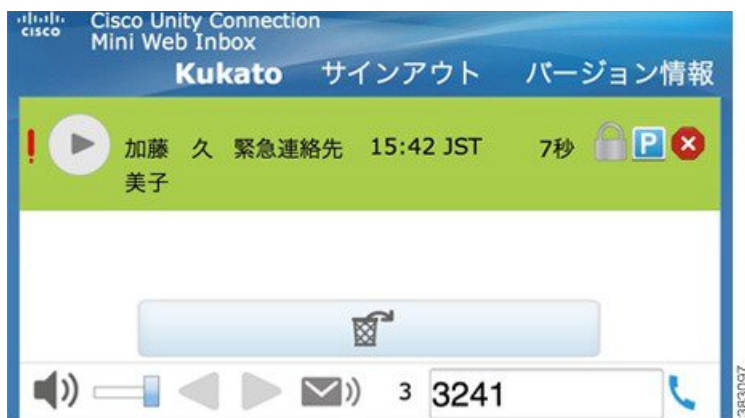 CISCO
Cisco Unity Connection
Mini Web Inbox
Kukato サインアウト バージョン情報
! 加藤 久 緊急連絡先 15:42 JST 7秒 P
美子
3 3241
383097